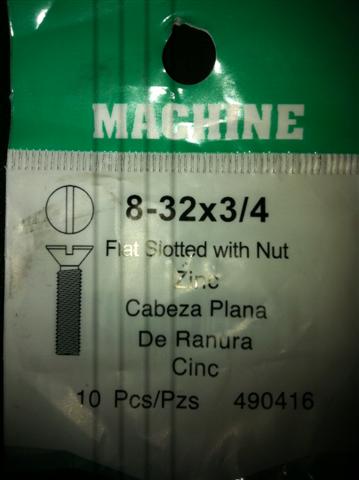 MACHINE
8-32x3/4
Flat Slotted with Nut
Zinc
Cabeza Plana
De Ranura
Cinc
10 Pcs/Pzs 490416